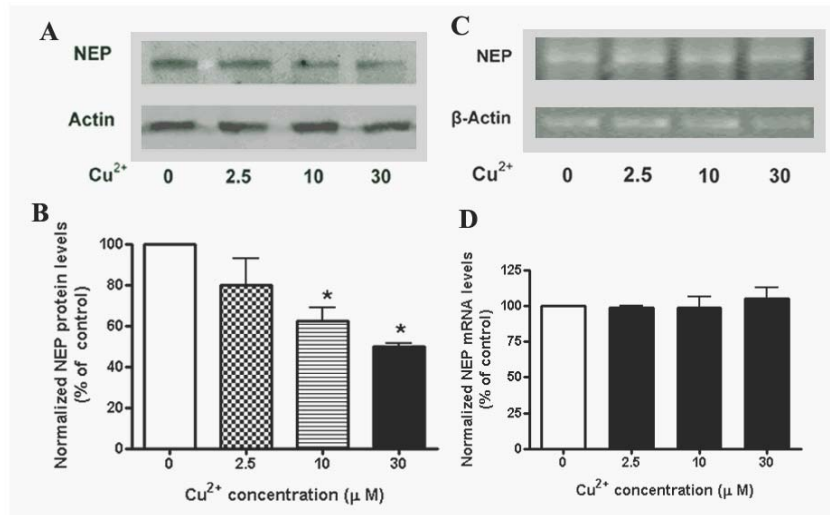 A
NEP
Actin
Cu2+ 0 2.5 10 30
B
Normalized NEP protein levels
(% of control)
100
80
60
40
20
0
*
*
0 2.5 10 30
Cu2+ concentration (μ M)
C
NEP
β-Actin
Cu2+ 0 2.5 10 30
D
Normalized NEP mRNA levels
(% of control)
125
100
75
50
25
0
0 2.5 10 30
Cu2+ concentration (μ M)